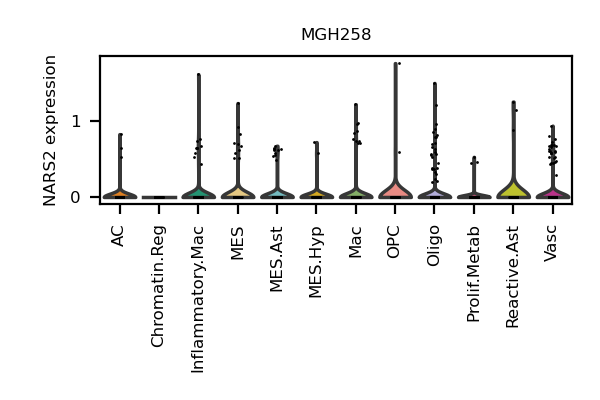 MGH258
NARS2 expression
1
0
AC
Chromatin.Reg
Inflammatory.Mac
MES
MES.Ast
MES.Hyp
Mac
OPC
Oligo
Prolif.Metab
Reactive.Ast
Vasc